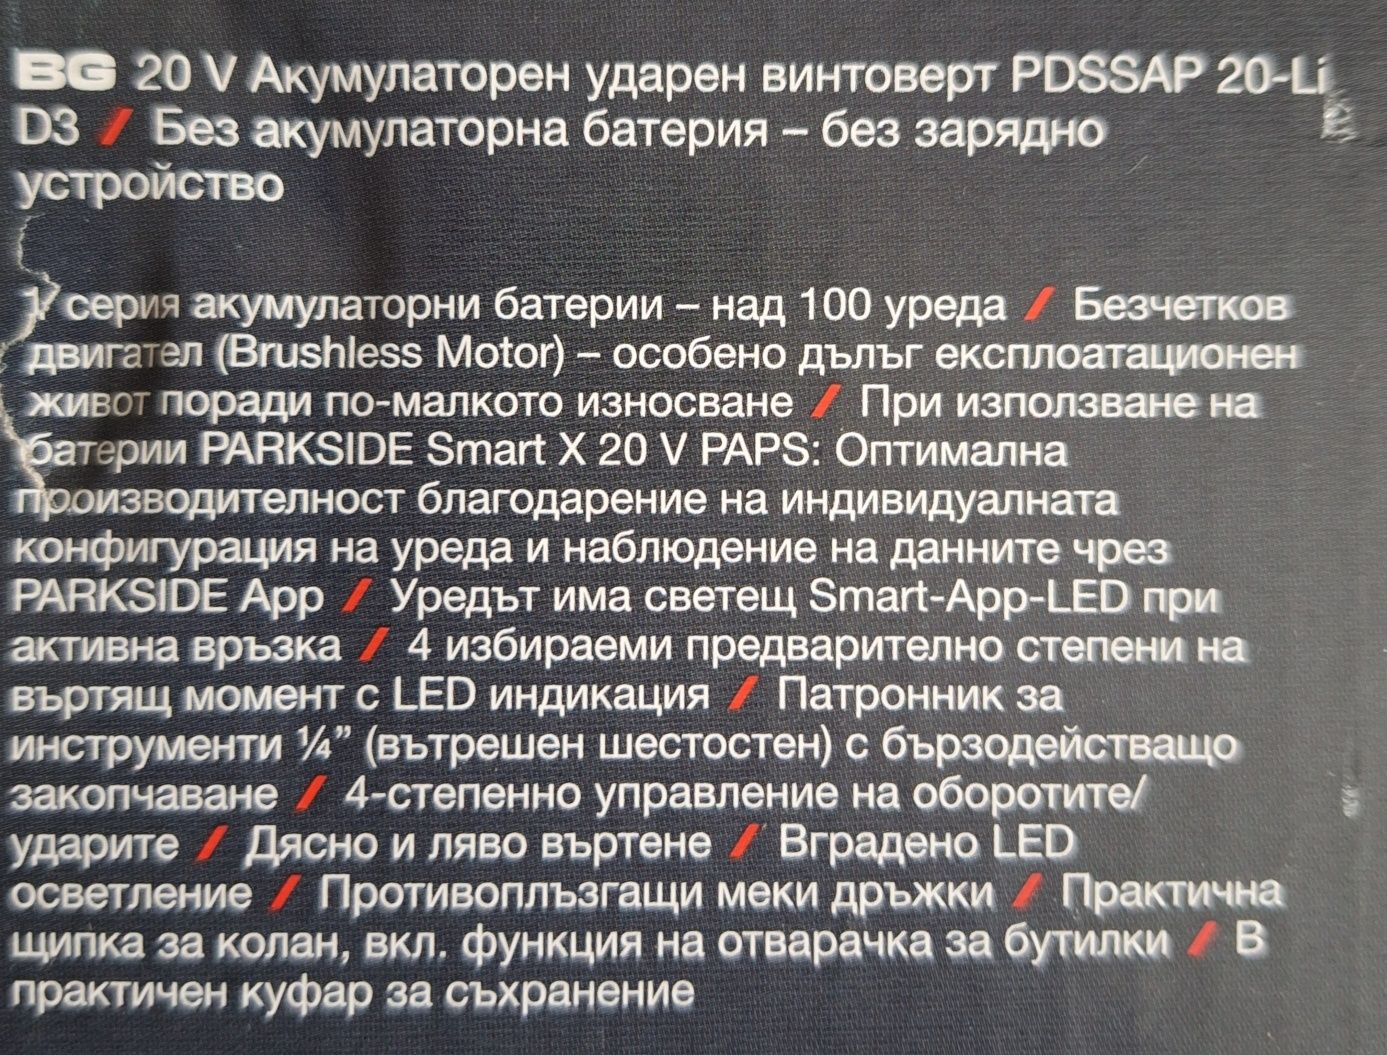 BG 20 V Акумулаторен ударен винтоверт PDSSAP 20-Li
D3 / Без акумулаторна батерия – без зарядно
устройство
1 серия акумулаторни батерии – над 100 уреда / Безчетков
двигател (Brushless Motor) – особено дълъг експлоатационен
живот поради по-малкото износване / При използване на
батерии PARKSIDE Smart X 20 V PAPS: Оптимална
производителност благодарение на индивидуалната
конфигурация на уреда и наблюдение на данните чрез
PARKSIDE App / Уредът има светещ Smart-App-LED при
активна връзка / 4 избираеми предварително степени на
въртящ момент с LED индикация / Патронник за
инструменти ¼” (вътрешен шестостен) с бързодействащо
закопчаване / 4-степенно управление на оборотите/
ударите / Дясно и ляво въртене / Вградено LED
осветление / Противоплъзгащи меки дръжки / Практична
щипка за колан, вкл. функция на отварачка за бутилки / В
практичен куфар за съхранение